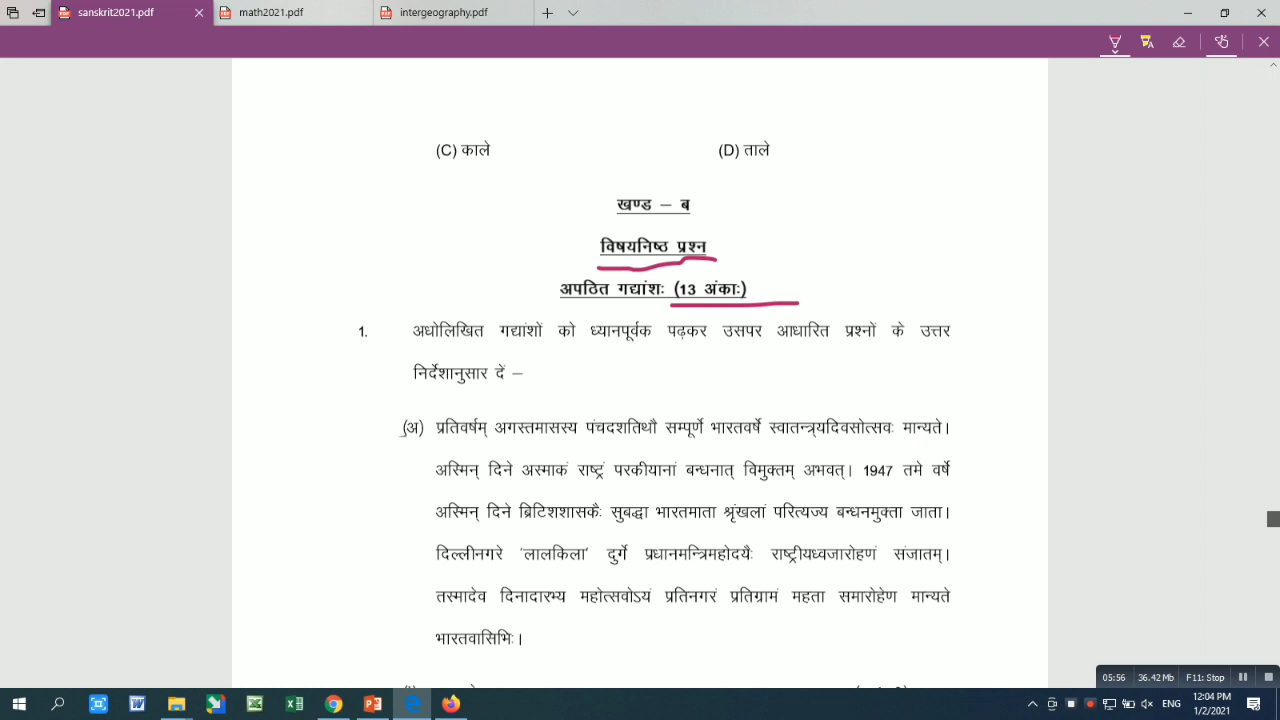 sanskrit2021.pdf
math2021.pdf
intergeography.pdf
(C) काले (D) ताले
खण्ड – ब
विषयनिष्ठ प्रश्न
अपठित गद्यांशः (13 अंकाः)
1. अधोलिखित गद्यांशों को ध्यानपूर्वक पढ़कर उसपर आधारित प्रश्नों के उत्तर
निर्देशानुसार दें –
(अ) प्रतिवर्षम् अगस्तमासस्य पंचदशतिथौ सम्पूर्णे भारतवर्षे स्वातन्त्र्यदिवसोत्सवः मान्यते।
अस्मिन् दिने अस्माकं राष्ट्रं परकीयानां बन्धनात् विमुक्तम् अभवत्। 1947 तमे वर्षे
अस्मिन् दिने ब्रिटिशशासकैः सुबद्धा भारतमाता श्रृंखलां परित्यज्य बन्धनमुक्ता जाता।
दिल्लीनगरे 'लालकिला' दुर्गे प्रधानमन्त्रिमहोदयैः राष्ट्रीयध्वजारोहणं संजातम्।
तस्मादेव दिनादारभ्य महोत्सवोऽयं प्रतिनगरं प्रतिग्रामं महता समारोहेण मान्यते
भारतवासिभिः।
05:56 36.42 Mb F11: Stop
12:04 PM
1/2/2021